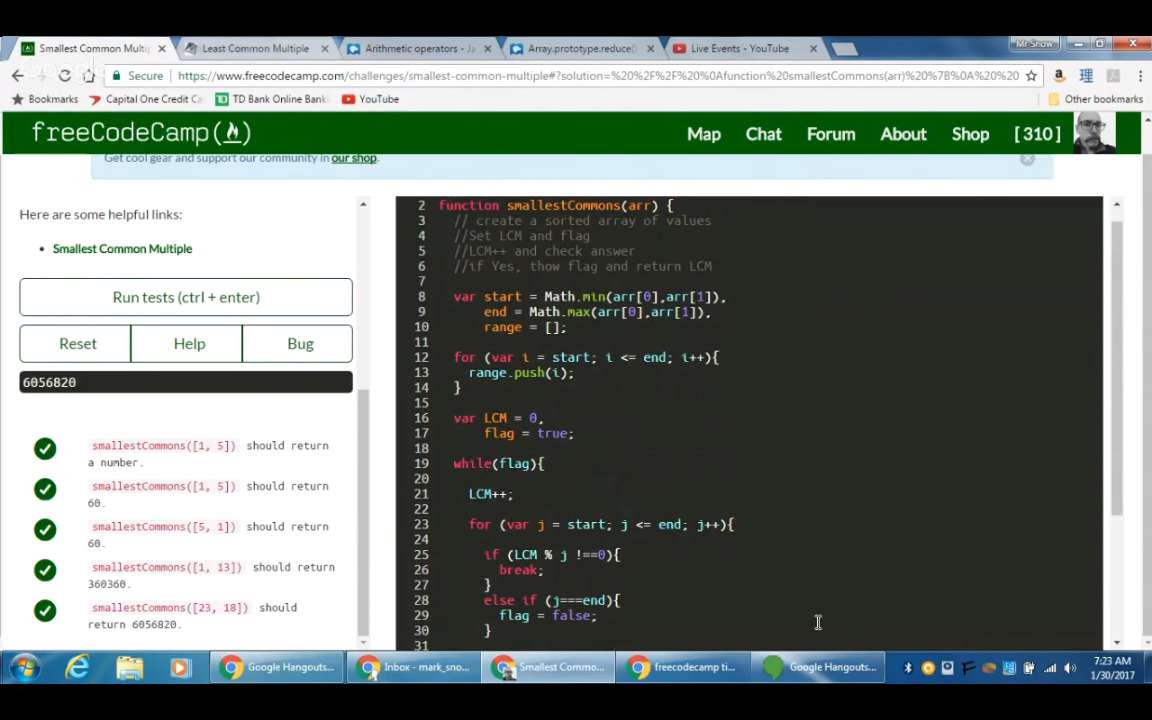 Mr Snow
Smallest Common Multip
Least Common Multiple
Arithmetic operators - Ja
Array.prototype.reduce()
Live Events - YouTube
Secure
https://www.freecodecamp.com/challenges/smallest-common-multiple#?solution=%20%2F%2F%20%0Afunction%20smallestCommons(arr)%20%7B%0A%20%20
Bookmarks
Capital One Credit Ca
TD Bank Online Bank
YouTube
Other bookmarks
freeCodeCamp
Map
Chat
Forum
About
Shop
[ 310 ]
Get cool gear and support our community in our shop.
Here are some helpful links:
Smallest Common Multiple
Run tests (ctrl + enter)
Reset
Help
Bug
6056820
smallestCommons([1, 5]) should return
a number.
smallestCommons([1, 5]) should return
60.
smallestCommons([5, 1]) should return
60.
smallestCommons([1, 13]) should return
360360.
smallestCommons([23, 18]) should
return 6056820.
2 function smallestCommons(arr) {
3 // create a sorted array of values
4 //Set LCM and flag
5 //LCM++ and check answer
6 //if Yes, thow flag and return LCM
7
8 var start = Math.min(arr[0],arr[1]),
9 end = Math.max(arr[0],arr[1]),
10 range = [];
11
12 for (var i = start; i <= end; i++){
13 range.push(i);
14 }
15
16 var LCM = 0,
17 flag = true;
18
19 while(flag){
20
21 LCM++;
22
23 for (var j = start; j <= end; j++){
24
25 if (LCM % j !==0){
26 break;
27 }
28 else if (j===end){
29 flag = false;
30 }
31
Google Hangouts...
Inbox - mark_sno...
Smallest Commo...
freecodecamp ti...
Google Hangouts...
7:23 AM
1/30/2017